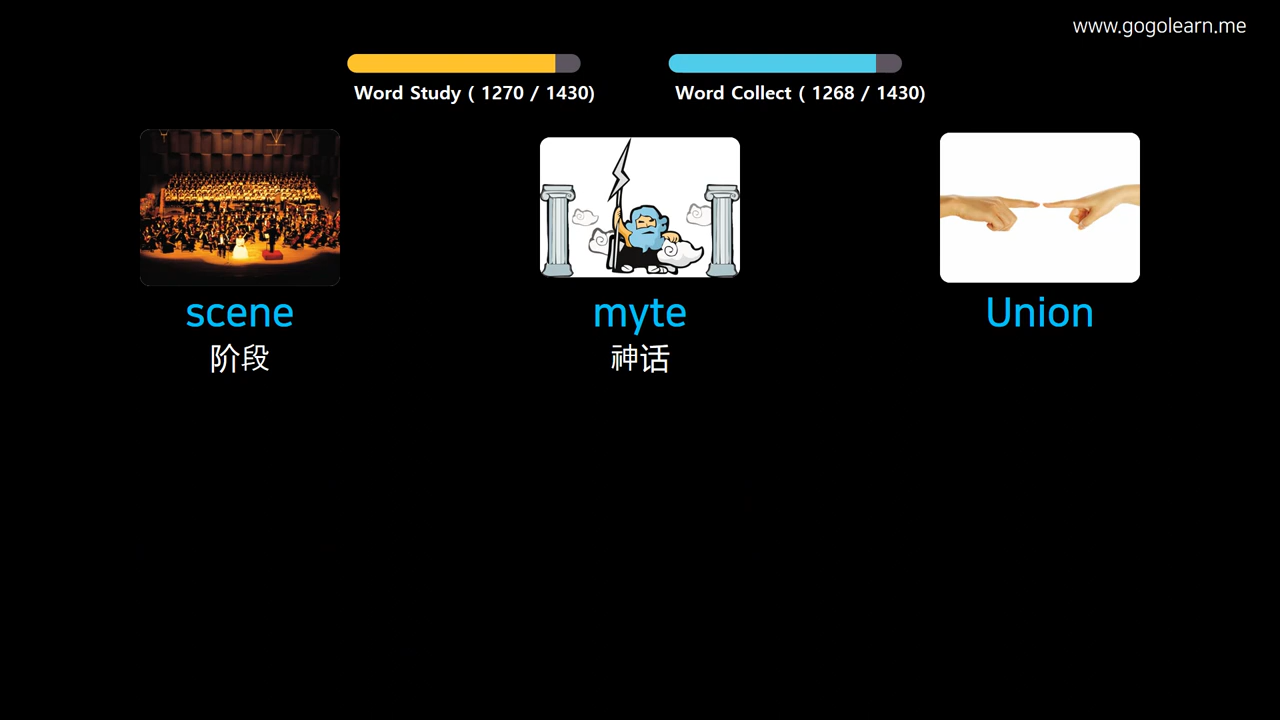 www.gogolearn.me
Word Study ( 1270 / 1430)
Word Collect ( 1268 / 1430)
scene
阶段
myte
神话
Union